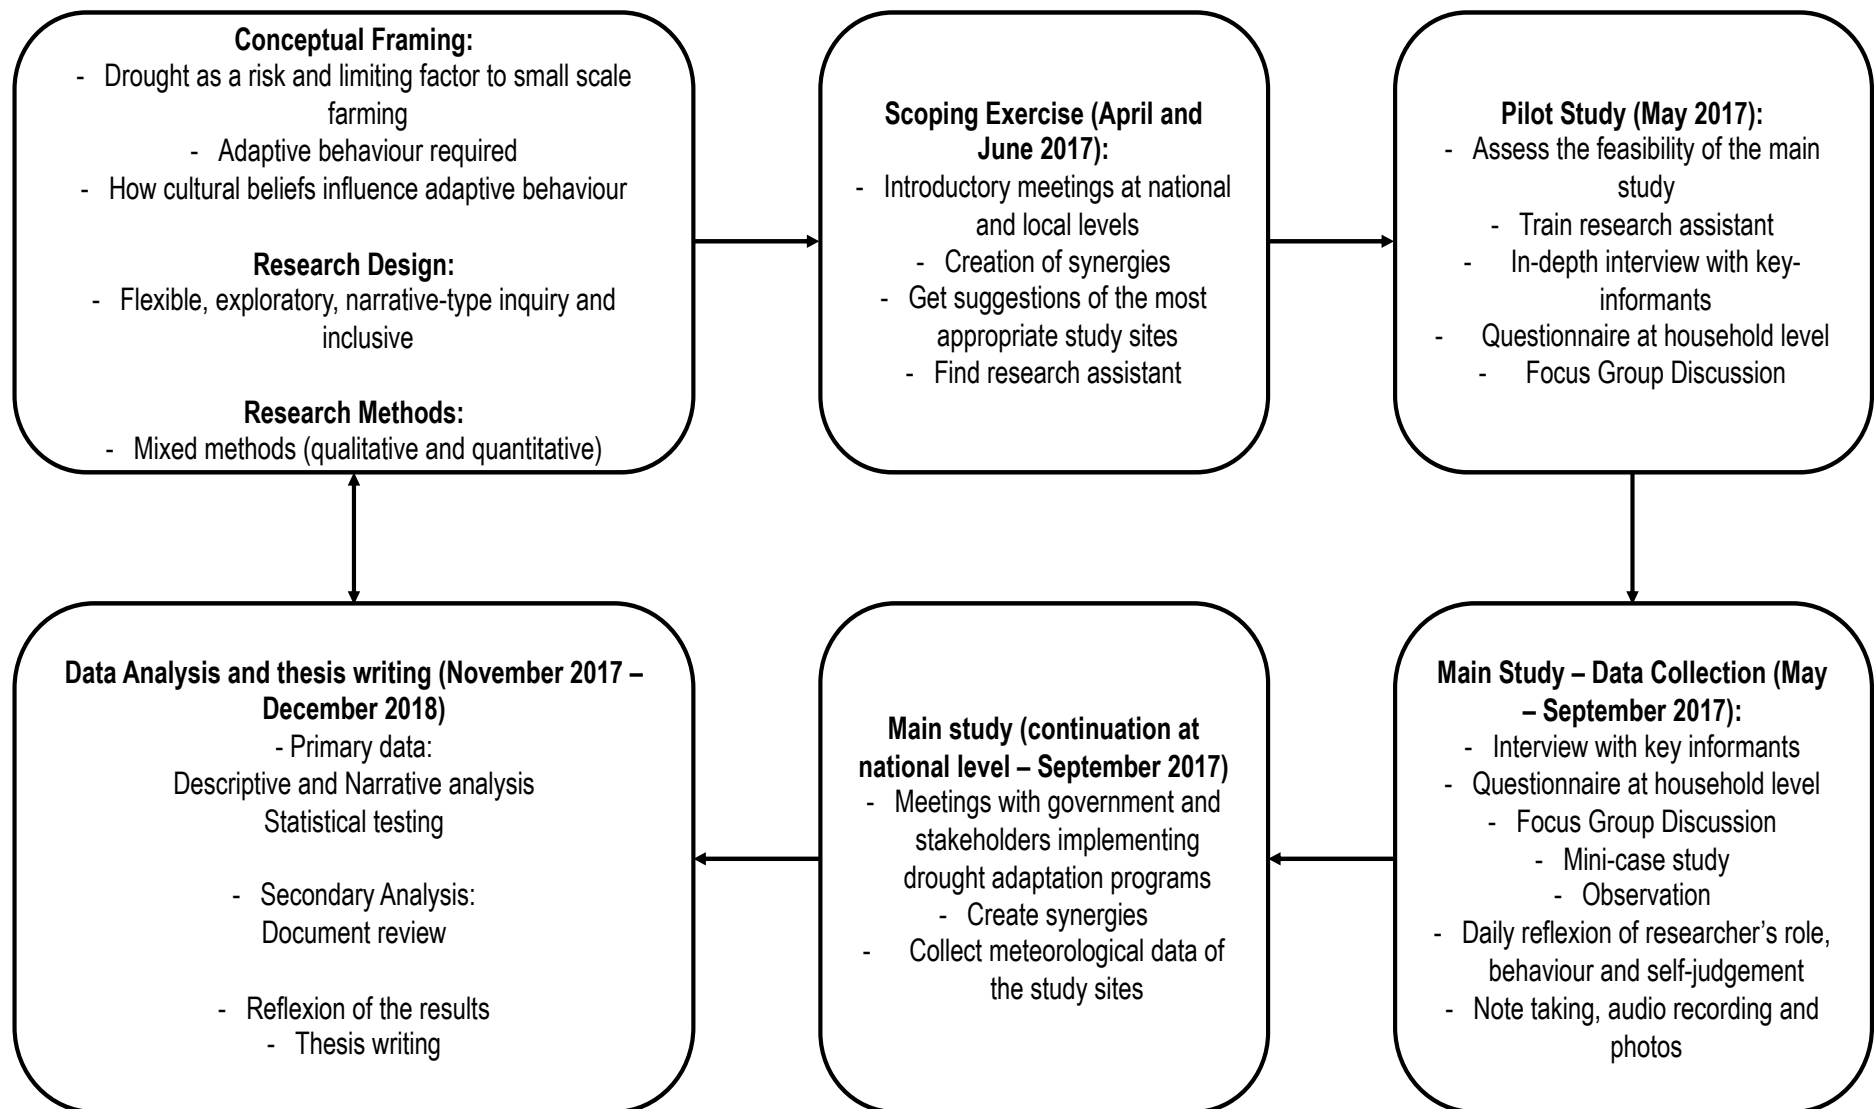 Conceptual Framing:
- Drought as a risk and limiting factor to small scale
farming
- Adaptive behaviour required
- How cultural beliefs influence adaptive behaviour
Research Design:
- Flexible, exploratory, narrative-type inquiry and
inclusive
Research Methods:
- Mixed methods (qualitative and quantitative)
Scoping Exercise (April and
June 2017):
- Introductory meetings at national
and local levels
- Creation of synergies
- Get suggestions of the most
appropriate study sites
- Find research assistant
Pilot Study (May 2017):
- Assess the feasibility of the main
study
- Train research assistant
- In-depth interview with key-
informants
- Questionnaire at household level
- Focus Group Discussion
Main Study – Data Collection (May
– September 2017):
- Interview with key informants
- Questionnaire at household level
- Focus Group Discussion
- Mini-case study
- Observation
- Daily reflexion of researcher’s role,
behaviour and self-judgement
- Note taking, audio recording and
photos
Main study (continuation at
national level – September 2017)
- Meetings with government and
stakeholders implementing
drought adaptation programs
- Create synergies
- Collect meteorological data of
the study sites
Data Analysis and thesis writing (November 2017 –
December 2018)
- Primary data:
Descriptive and Narrative analysis
Statistical testing
- Secondary Analysis:
Document review
- Reflexion of the results
- Thesis writing